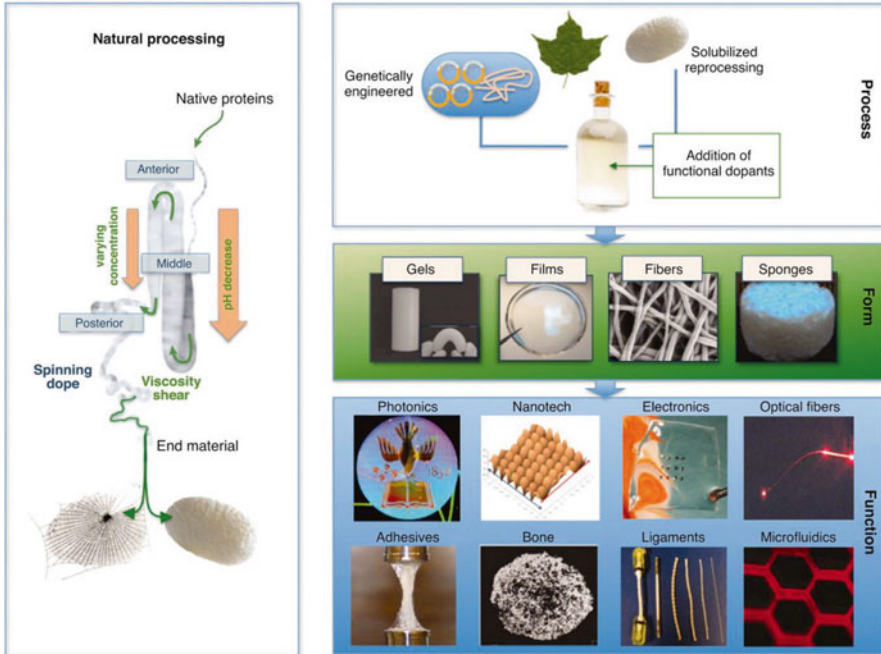 Natural processing
Native proteins
Anterior
varying
concentration
Middle
pH decrease
Posterior
Spinning
dope
Viscosity
shear
End material
Genetically
engineered
Solubilized
reprocessing
Addition of
functional dopants
Process
Gels
Films
Fibers
Sponges
Form
Photonics
Nanotech
Electronics
Optical fibers
Adhesives
Bone
Ligaments
Microfluidics
Function